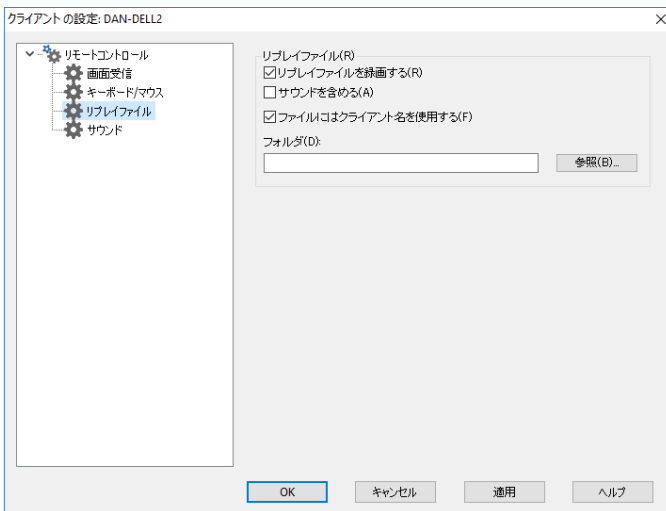 クライアントの設定: DAN-DELL2
リモートコントロール
画面受信
キーボード/マウス
リプレイファイル
サウンド
リプレイファイル(R)
リプレイファイルを録画する(R)
サウンドを含める(A)
ファイルにはクライアント名を使用する(F)
フォルダ(D):
参照(B)...
OK
キャンセル
適用
ヘルプ